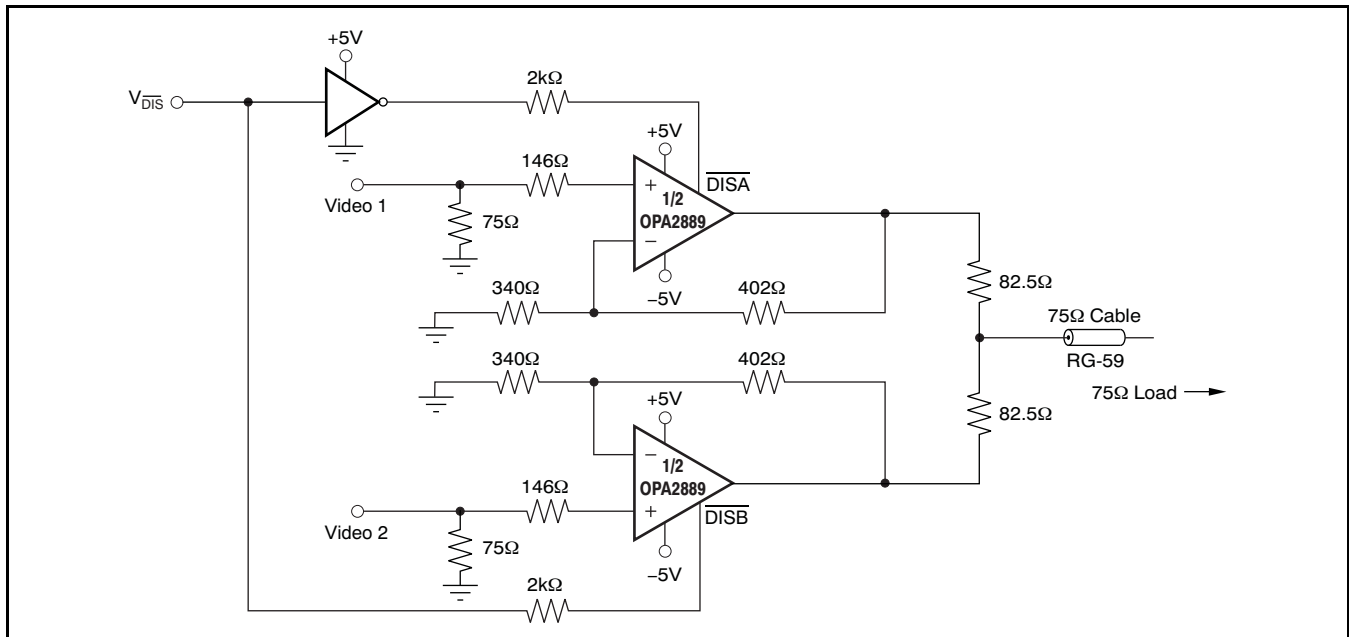 +5V
VDIS
2kΩ
+5V
146Ω
DISA
+
1/2
OPA2889
Video 1
75Ω
−
−5V
340Ω
402Ω
82.5Ω
75Ω Cable
RG-59
340Ω
402Ω
75Ω Load
+5V
82.5Ω
−
1/2
OPA2889
146Ω
+
DISB
Video 2
75Ω
−5V
2kΩ